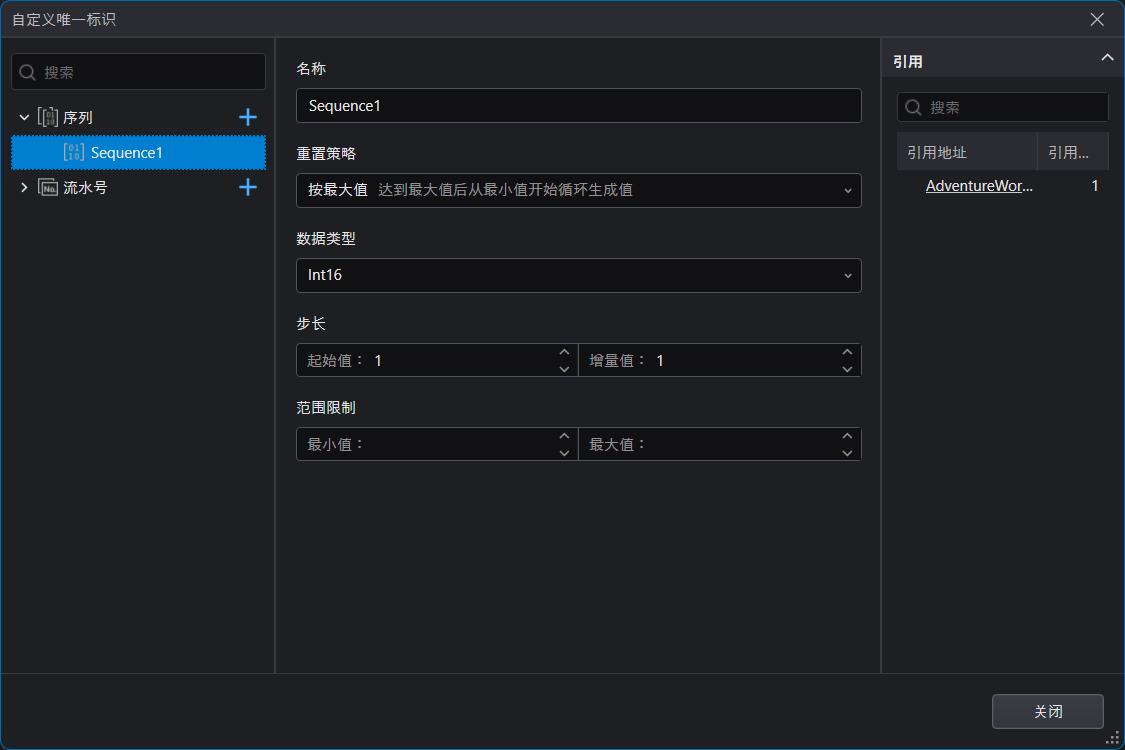 自定义唯一标识
搜索
序列
Sequence1
流水号
名称
Sequence1
重置策略
按最大值 达到最大值后从最小值开始循环生成值
数据类型
Int16
步长
起始值： 1
增量值： 1
范围限制
最小值：
最大值：
引用
搜索
引用地址 引用...
AdventureWor... 1
关闭